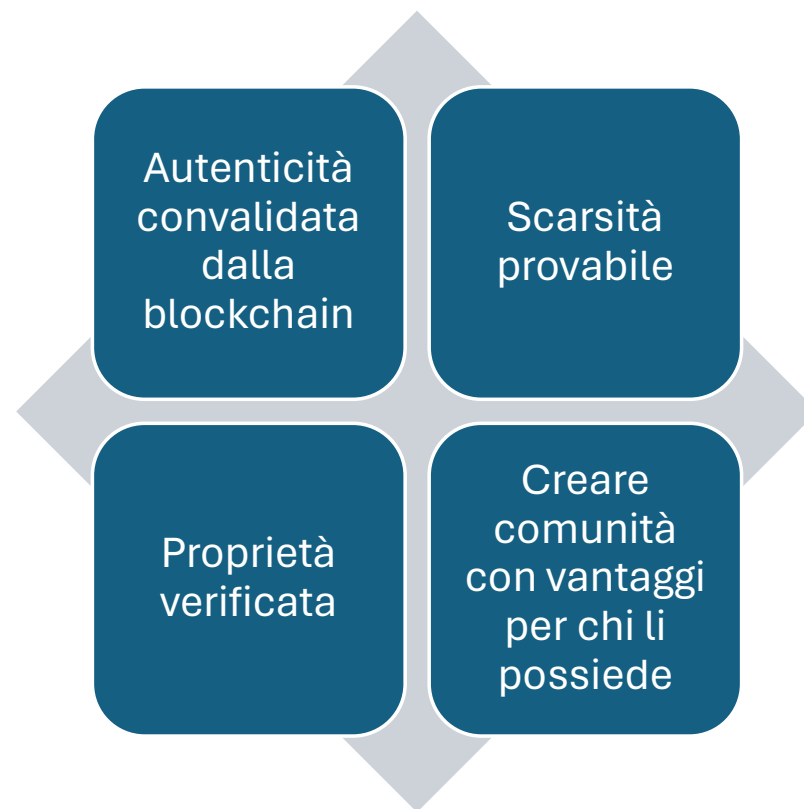 Autenticità
convalidata
dalla
blockchain
Scarsità
provabile
Proprietà
verificata
Creare
comunità
con vantaggi
per chi li
possiede